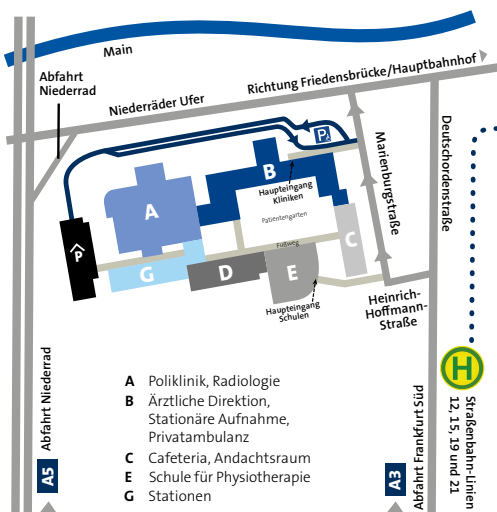 Main
Abfahrt
Niederrad
Richtung Friedensbrücke/Hauptbahnhof
Niederräder Ufer
P
Marienburgstraße
Deutschordenstraße
B
Haupteingang
Kliniken
A
Patientengarten
Fußweg
C
P
G
D
E
Haupteingang
Schulen
Heinrich-
Hoffmann-
Straße
H
Straßenbahn-Linien
12, 15, 19 und 21
Abfahrt Niederrad
A5
Abfahrt Frankfurt Süd
A3
A Poliklinik, Radiologie
B Ärztliche Direktion,
Stationäre Aufnahme,
Privatambulanz
C Cafeteria, Andachtsraum
E Schule für Physiotherapie
G Stationen